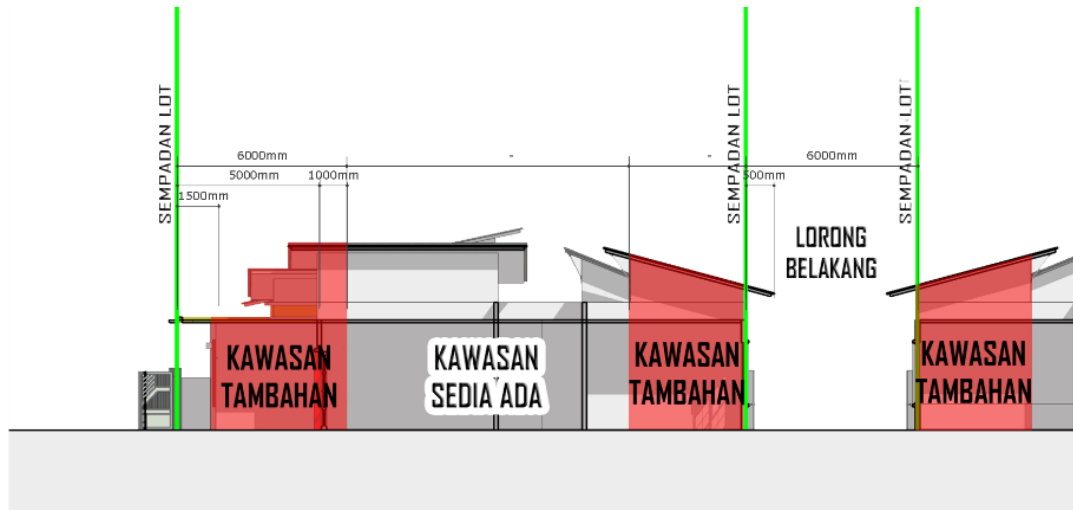 SEMPADAN LOT
SEMPADAN LOT
SEMPADAN LOT
6000mm
-
-
6000mm
5000mm
1000mm
500mm
1500mm
LORONG
BELAKANG
KAWASAN
TAMBAHAN
KAWASAN
SEDIA ADA
KAWASAN
TAMBAHAN
KAWASAN
TAMBAHAN